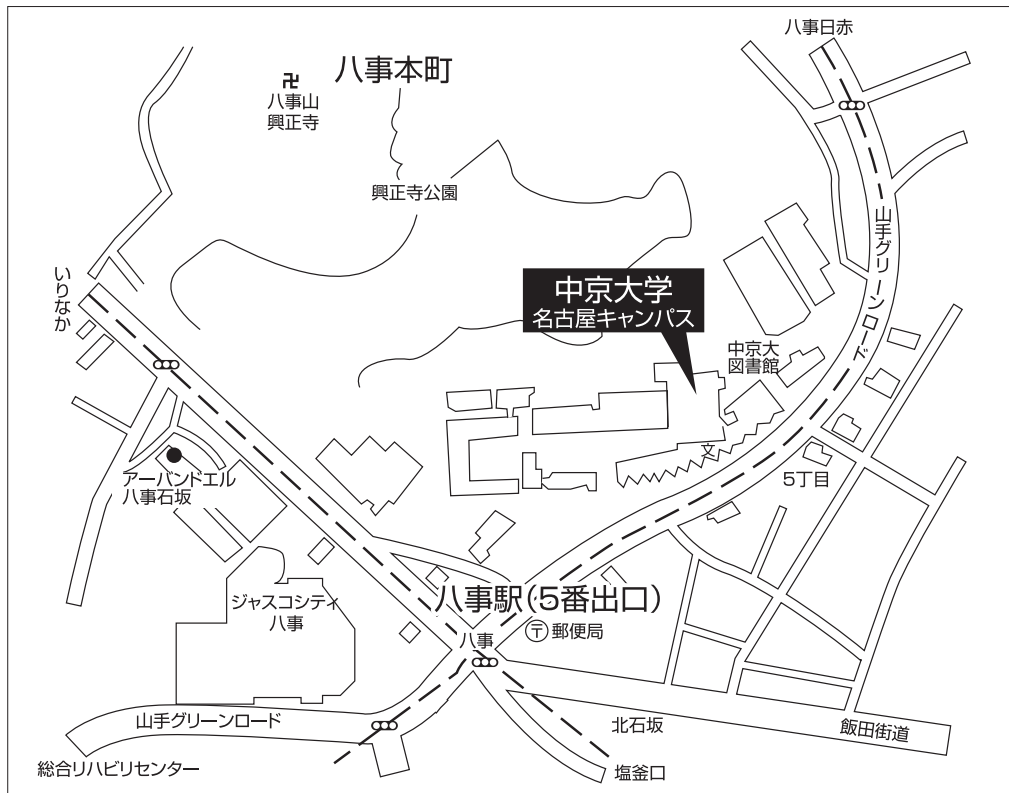 八事日赤
八事本町
卍
八事山
興正寺
興正寺公園
山手グリーンロード
いりなか
中京大学
名古屋キャンパス
中京大
図書館
文
5丁目
アーバンドエル
八事石坂
ジャスコシティ
八事
八事駅（5番出口）
〒郵便局
八事
山手グリーンロード
北石坂
飯田街道
総合リハビリセンター
塩釜口